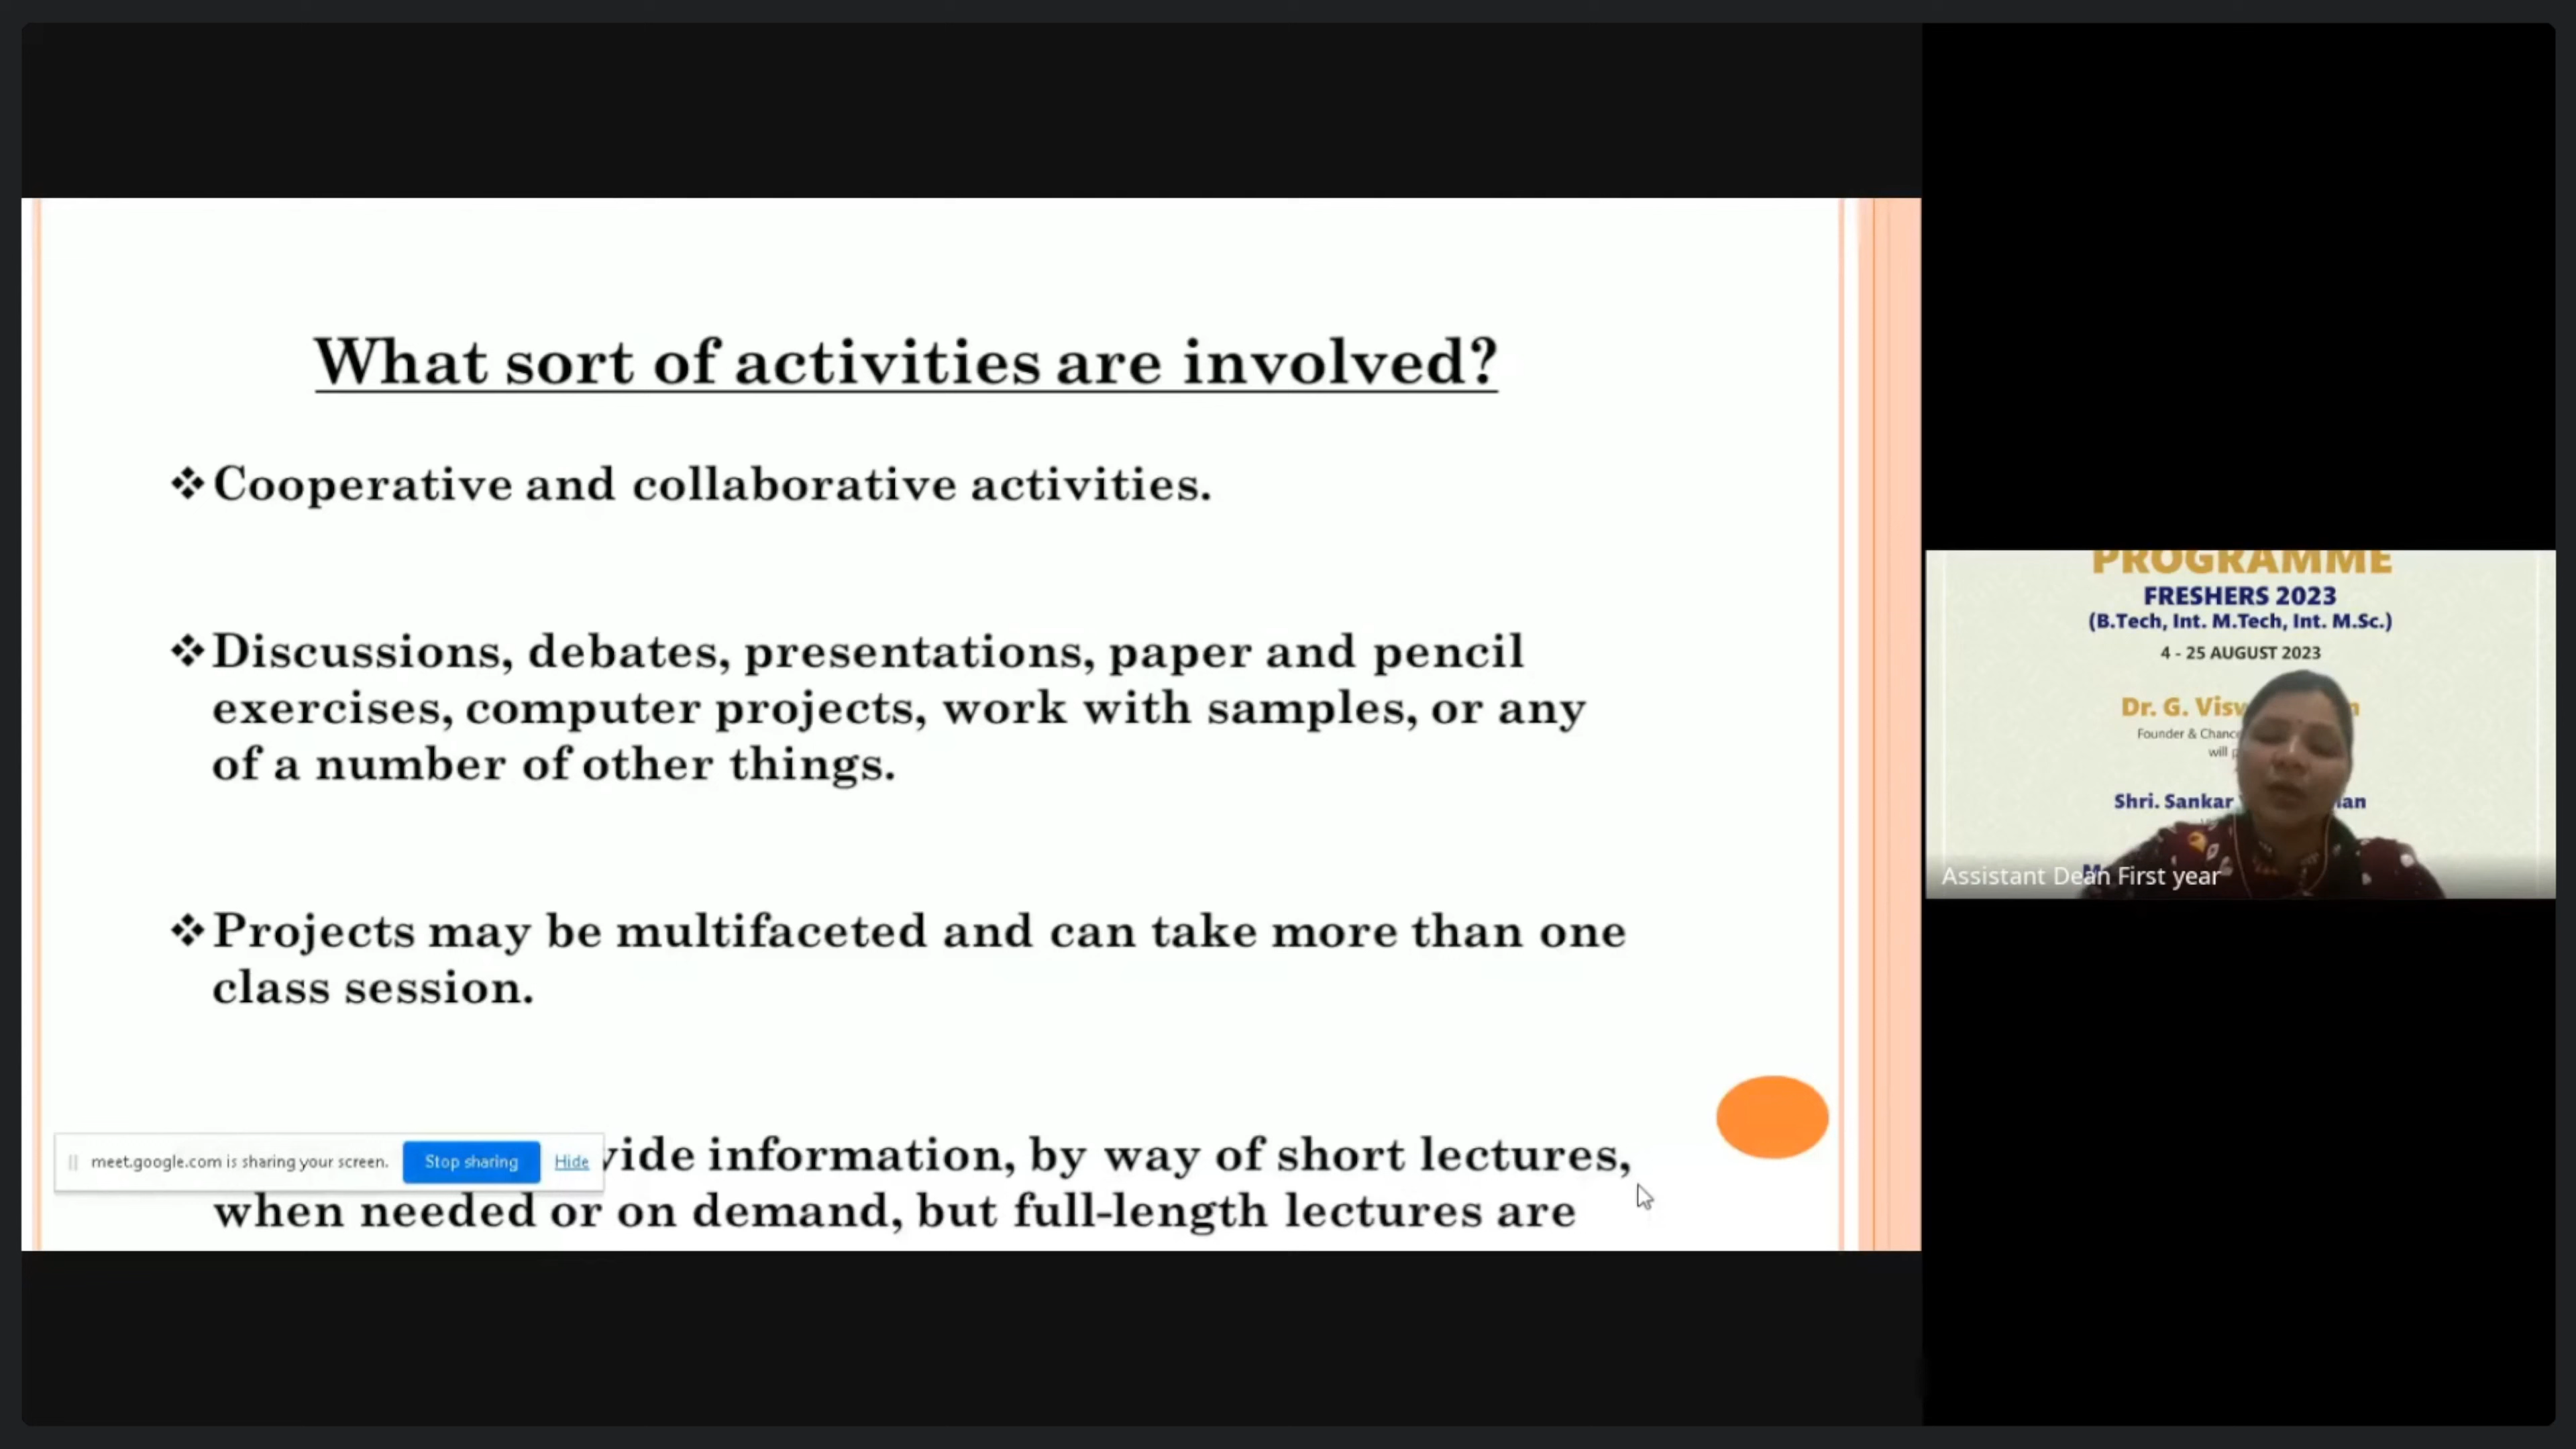 What sort of activities are involved?
❖Cooperative and collaborative activities.
❖Discussions, debates, presentations, paper and pencil
exercises, computer projects, work with samples, or any
of a number of other things.
❖Projects may be multifaceted and can take more than one
class session.
information, by way of short lectures,
when needed or on demand, but full-length lectures are
meet.google.com is sharing your screen.
Stop sharing
Hide
PROGRAMME
FRESHERS 2023
(B.Tech, Int. M.Tech, Int. M.Sc.)
4 - 25 AUGUST 2023
Dr. G.
Founder &
will
Shri. Sankar
Assistant Dean First year